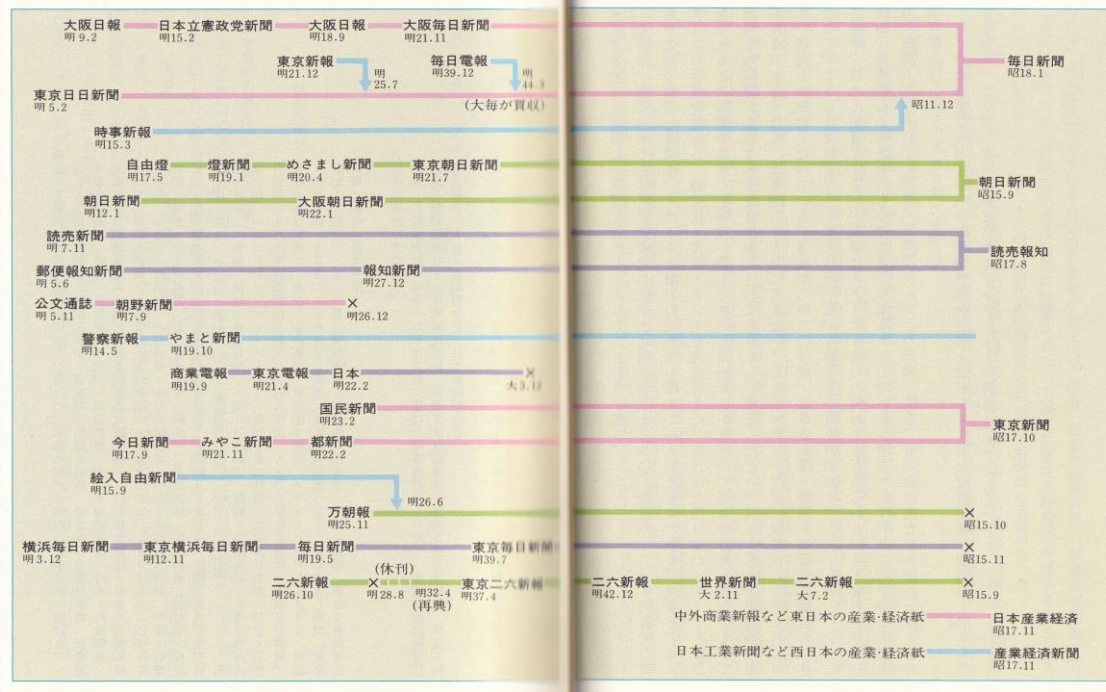 大阪日報 日本立憲政党新聞 大阪日報 大阪毎日新聞
明9.2 明15.2 明18.9 明21.11
東京新報 毎日電報
明21.12 明39.12
明25.7
明44.3
毎日新聞
昭18.1
東京日日新聞
明5.2
(大毎が買収)
昭11.12
時事新報
明15.3
自由燈 燈新聞 めさまし新聞 東京朝日新聞
明17.5 明19.1 明20.4 明21.7
朝日新聞
昭15.9
朝日新聞 大阪朝日新聞
明12.1 明22.1
読売新聞
明7.11
読売報知
昭17.8
郵便報知新聞 報知新聞
明5.6 明27.12
公文通誌 朝野新聞 ×
明5.11 明7.9 明26.12
警察新報 やまと新聞
明14.5 明19.10
商業電報 東京電報 日本 ×
明19.9 明21.4 明22.2 大3.12
国民新聞
明23.2
東京新聞
昭17.10
今日新聞 みやこ新聞 都新聞
明17.9 明21.11 明22.2
絵入自由新聞
明15.9
明26.6
万朝報 ×
明25.11 昭15.10
横浜毎日新聞 東京横浜毎日新聞 毎日新聞 東京毎日新聞 ×
明3.12 明12.11 明19.5 明39.7 昭15.11
(休刊)
二六新報 × 東京二六新報 二六新報 世界新聞 二六新報 ×
明26.10 明28.8 明32.4 明37.4 明42.12 大2.11 大7.2 昭15.9
(再興)
中外商業新報など東日本の産業·経済紙 日本産業経済
昭17.11
日本工業新聞など西日本の産業·経済紙 産業経済新聞
昭17.11